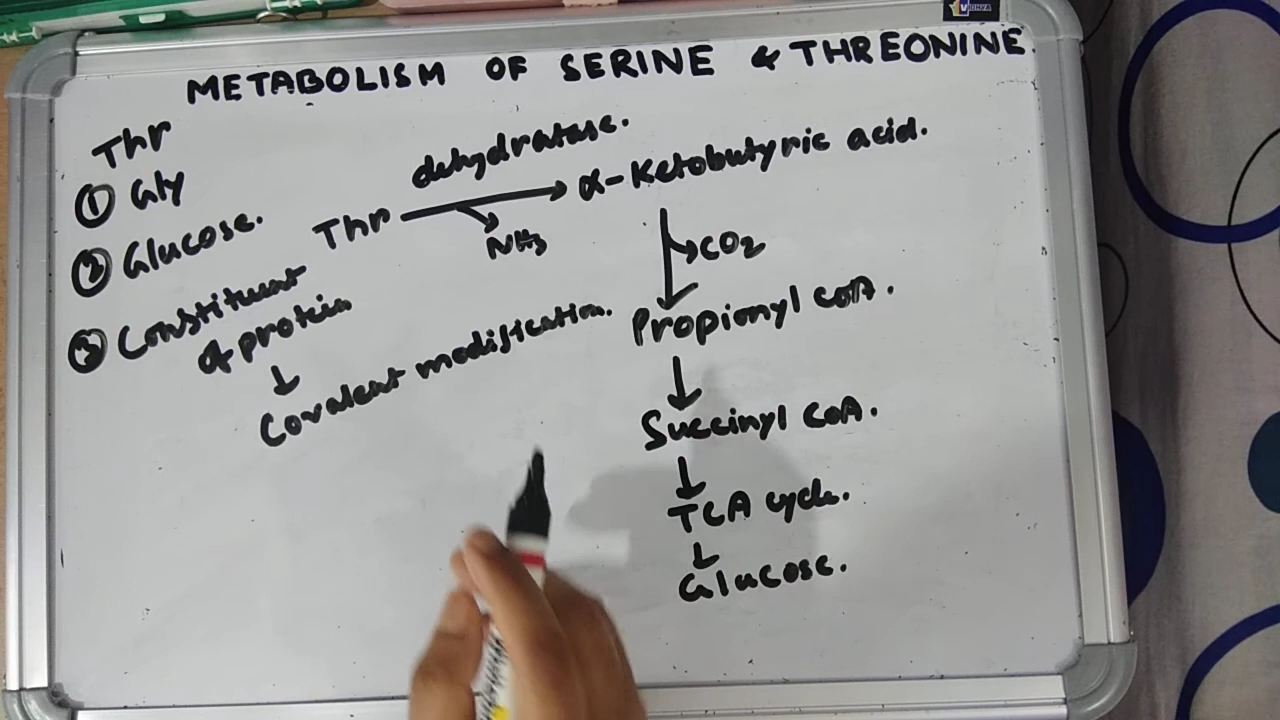 METABOLISM OF SERINE & THREONINE.
Thr
① Gly
② Glucose.
③ Constituent
of protein
↓
Covalent modification.
dehydratase.
Thr → α-Ketobutyric acid.
NH3
CO2
Propionyl CoA.
↓
Succinyl CoA.
↓
TCA cycle.
↓
Glucose.